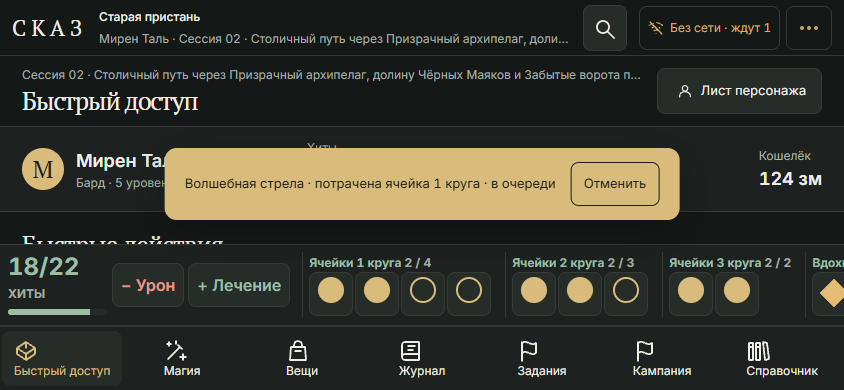 СКАЗ
Старая пристань
Мирен Таль · Сессия 02 · Столичный путь через Призрачный архипелаг, доли...
Без сети · ждут 1
Сессия 02 · Столичный путь через Призрачный архипелаг, долину Чёрных Маяков и Забытые ворота п...
Быстрый доступ
Лист персонажа
М
Мирен Таль
Бард · 5 уровень
Хиты
Кошелёк
124 зм
Волшебная стрела · потрачена ячейка 1 круга · в очереди
Отменить
Быстрые действия
18/22
ХИТЫ
− Урон
+ Лечение
Ячейки 1 круга 2 / 4
Ячейки 2 круга 2 / 3
Ячейки 3 круга 2 / 2
Вдохн
Быстрый доступ
Магия
Вещи
Журнал
Задания
Кампания
Справочник